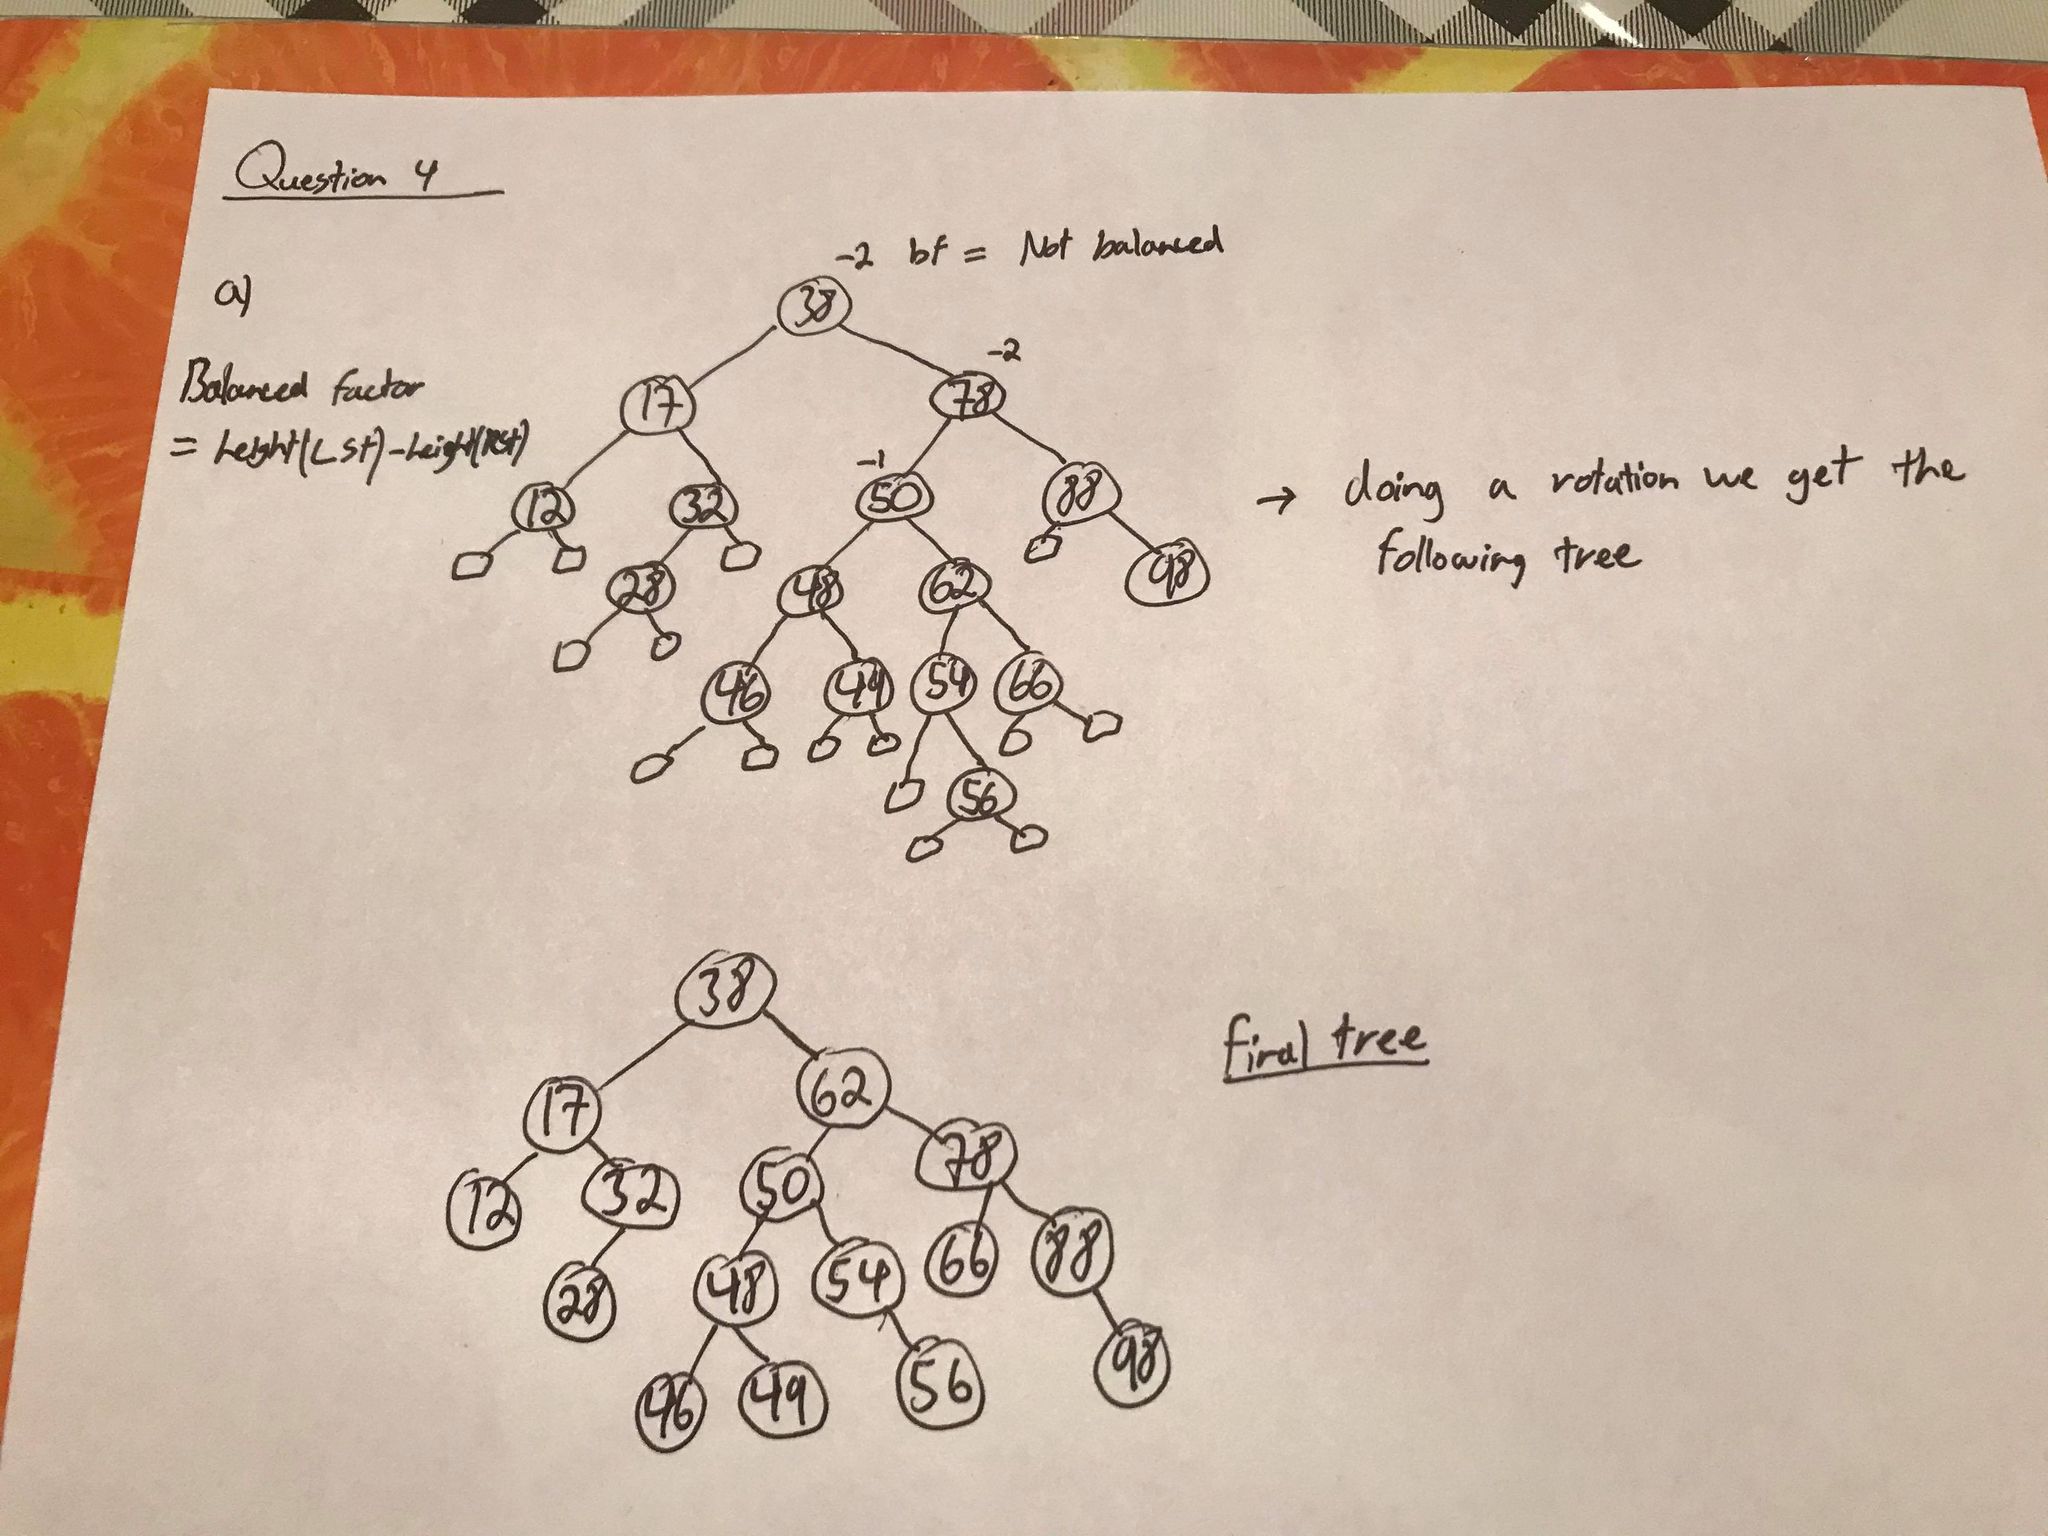 Question 4
a)
-2 bf = Not balanced
38
-2
17 78
Balanced factor
= height(LSt)-height(RSt)
-1
12 32 50 88
→ doing a rotation we get the
following tree
28 48 62 98
46 49 54 66
56
38
final tree
17 62
12 32 50 78
28 48 54 66 88
46 49 56 98